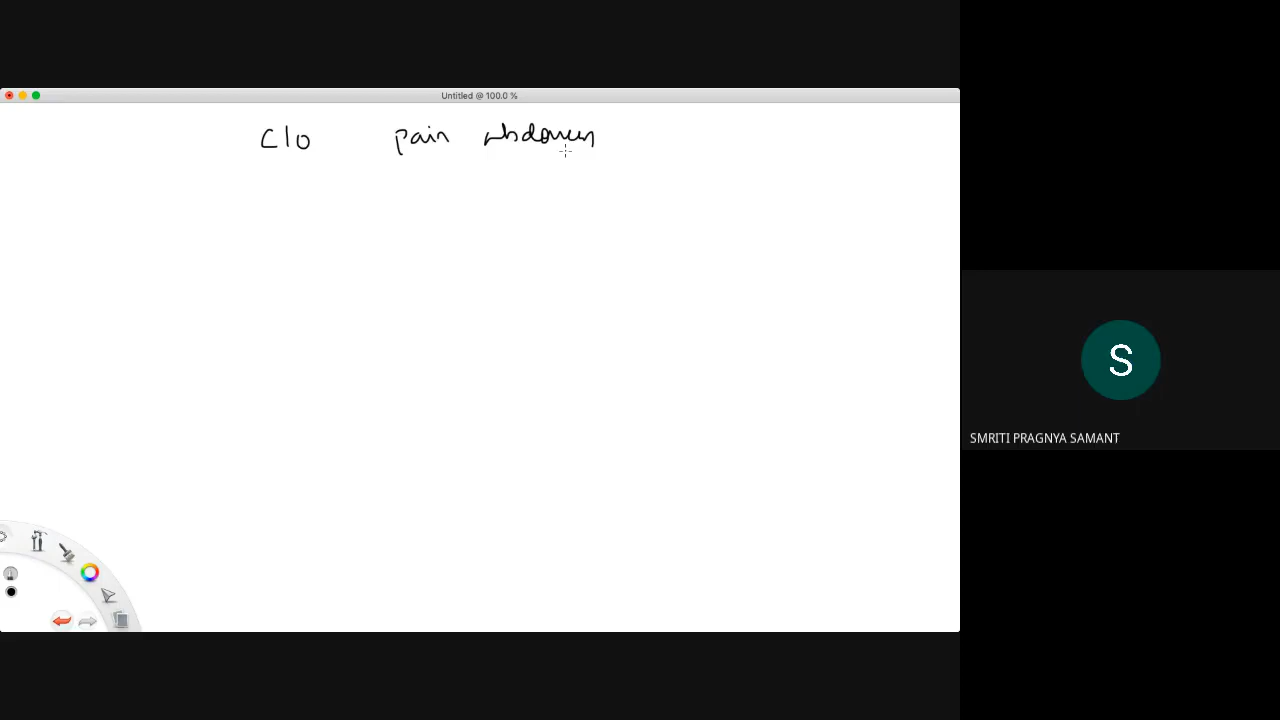 Untitled @ 100.0 %
c/o pain abdomen
S
SMRITI PRAGNYA SAMANT